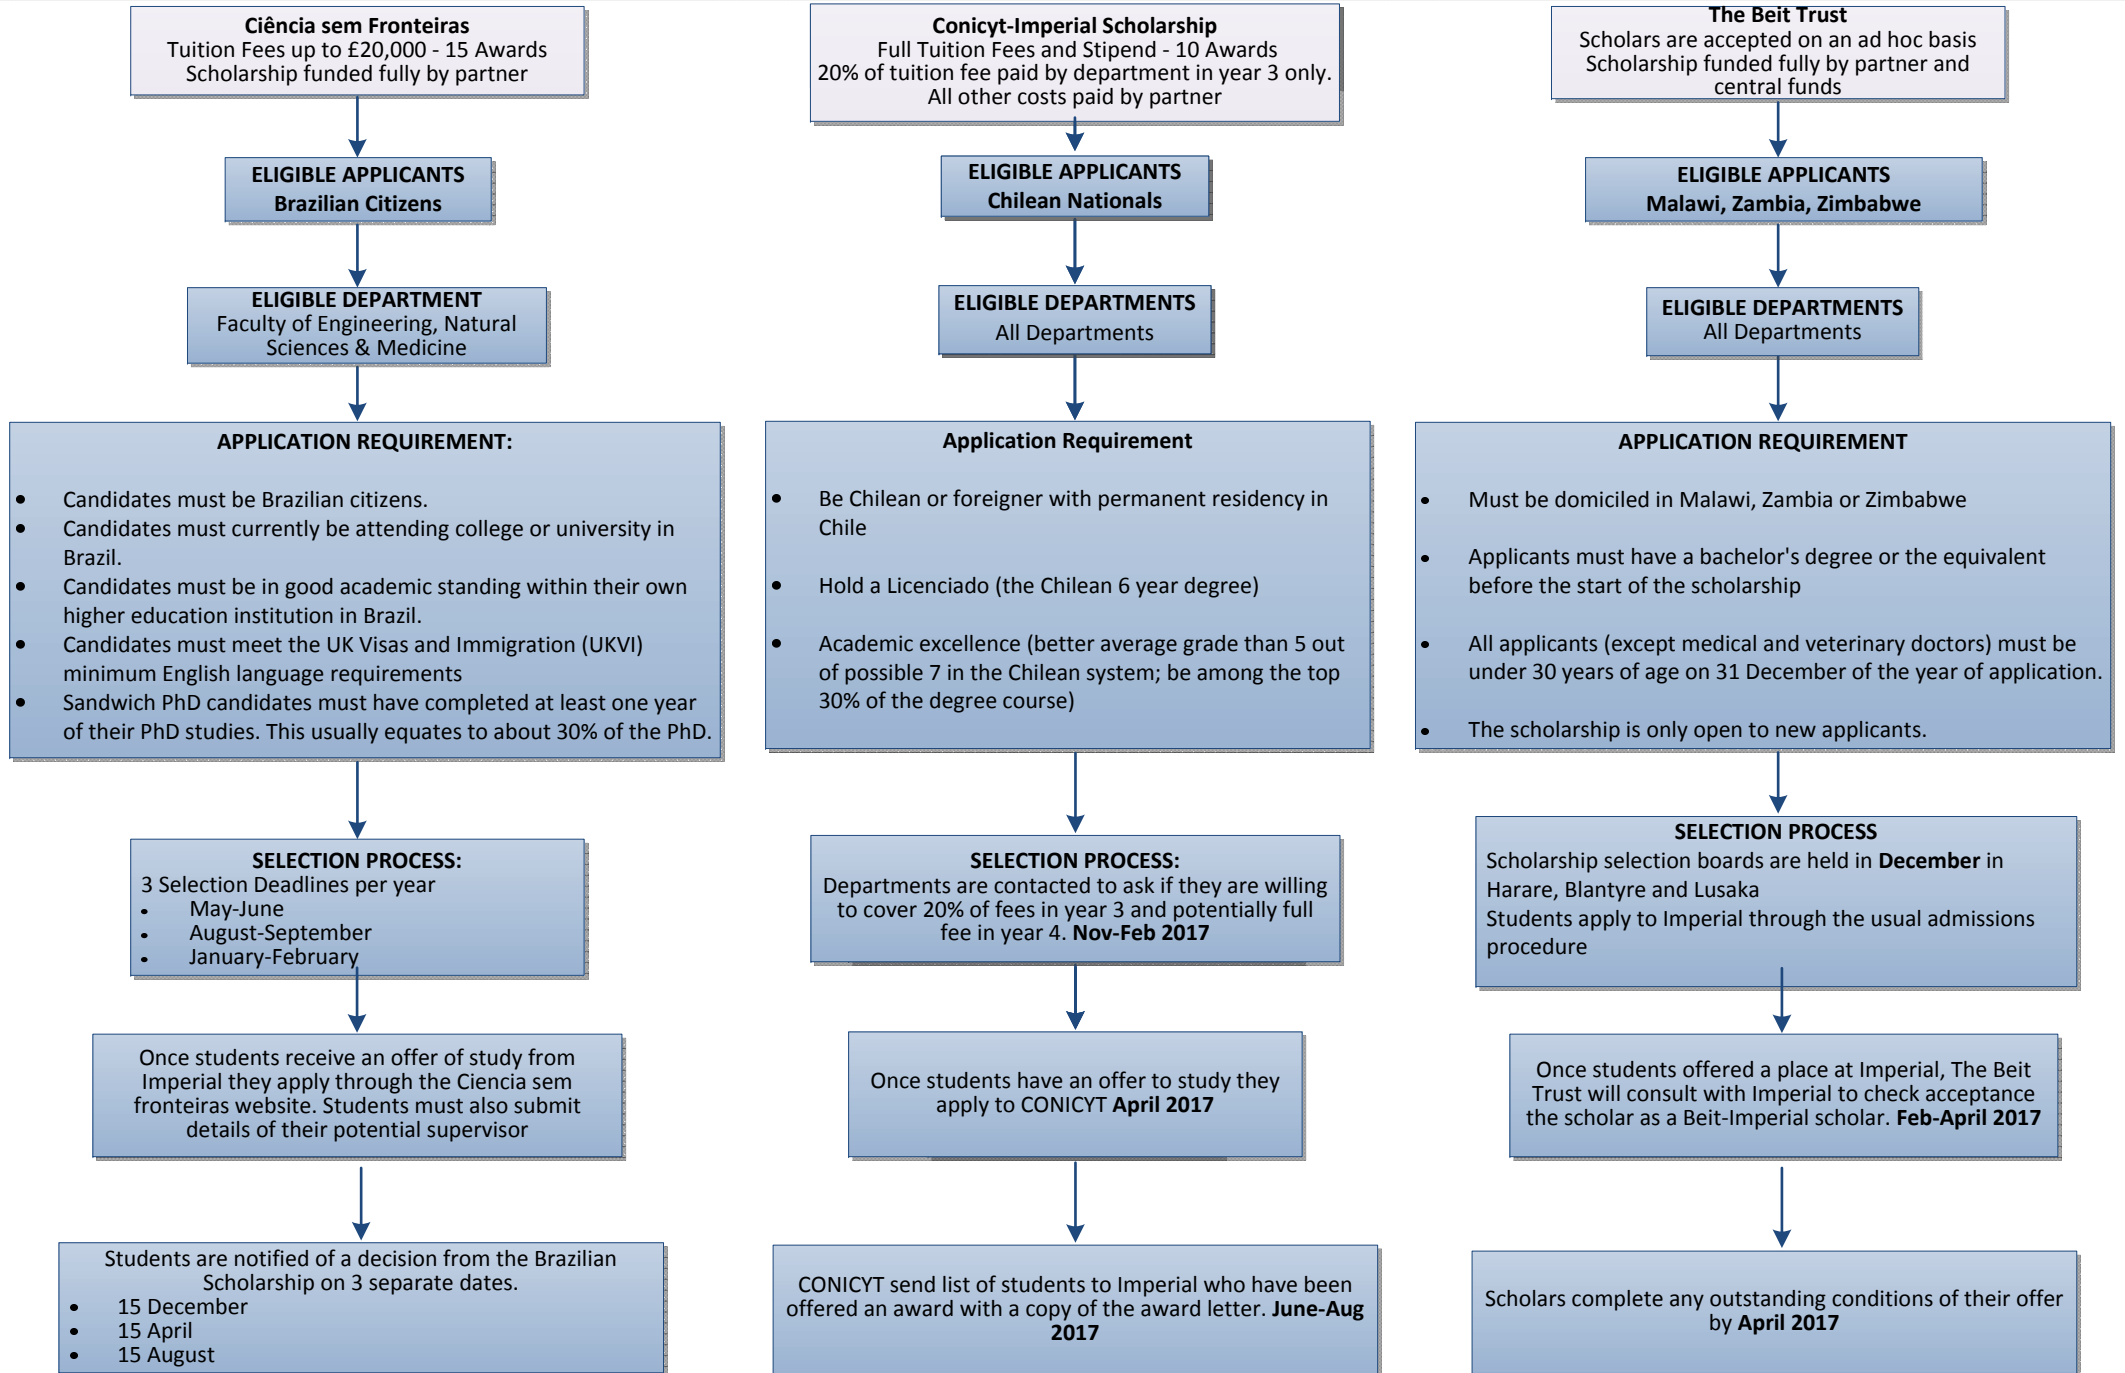 Ciência sem Fronteiras
Tuition Fees up to £20,000 - 15 Awards
Scholarship funded fully by partner
ELIGIBLE APPLICANTS
Brazilian Citizens
ELIGIBLE DEPARTMENT
Faculty of Engineering, Natural
Sciences & Medicine
APPLICATION REQUIREMENT:
• Candidates must be Brazilian citizens.
• Candidates must currently be attending college or university in
Brazil.
• Candidates must be in good academic standing within their own
higher education institution in Brazil.
• Candidates must meet the UK Visas and Immigration (UKVI)
minimum English language requirements
• Sandwich PhD candidates must have completed at least one year
of their PhD studies. This usually equates to about 30% of the PhD.
SELECTION PROCESS:
3 Selection Deadlines per year
• May-June
• August-September
• January-February
Once students receive an offer of study from
Imperial they apply through the Ciencia sem
fronteiras website. Students must also submit
details of their potential supervisor
Students are notified of a decision from the Brazilian
Scholarship on 3 separate dates.
• 15 December
• 15 April
• 15 August
Conicyt-Imperial Scholarship
Full Tuition Fees and Stipend - 10 Awards
20% of tuition fee paid by department in year 3 only.
All other costs paid by partner
ELIGIBLE APPLICANTS
Chilean Nationals
ELIGIBLE DEPARTMENTS
All Departments
Application Requirement
• Be Chilean or foreigner with permanent residency in
Chile
• Hold a Licenciado (the Chilean 6 year degree)
• Academic excellence (better average grade than 5 out
of possible 7 in the Chilean system; be among the top
30% of the degree course)
SELECTION PROCESS:
Departments are contacted to ask if they are willing
to cover 20% of fees in year 3 and potentially full
fee in year 4. Nov-Feb 2017
Once students have an offer to study they
apply to CONICYT April 2017
CONICYT send list of students to Imperial who have been
offered an award with a copy of the award letter. June-Aug
2017
The Beit Trust
Scholars are accepted on an ad hoc basis
Scholarship funded fully by partner and
central funds
ELIGIBLE APPLICANTS
Malawi, Zambia, Zimbabwe
ELIGIBLE DEPARTMENTS
All Departments
APPLICATION REQUIREMENT
• Must be domiciled in Malawi, Zambia or Zimbabwe
• Applicants must have a bachelor's degree or the equivalent
before the start of the scholarship
• All applicants (except medical and veterinary doctors) must be
under 30 years of age on 31 December of the year of application.
• The scholarship is only open to new applicants.
SELECTION PROCESS
Scholarship selection boards are held in December in
Harare, Blantyre and Lusaka
Students apply to Imperial through the usual admissions
procedure
Once students offered a place at Imperial, The Beit
Trust will consult with Imperial to check acceptance
the scholar as a Beit-Imperial scholar. Feb-April 2017
Scholars complete any outstanding conditions of their offer
by April 2017